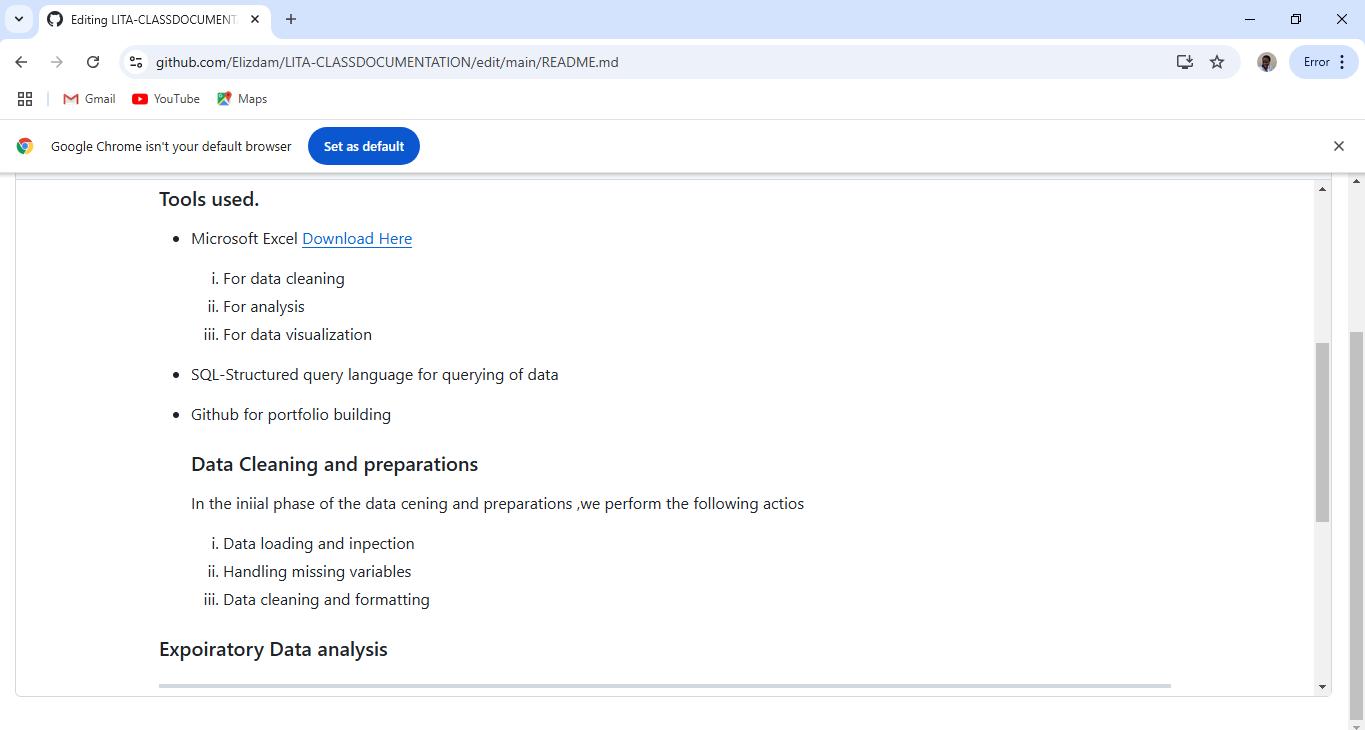 Editing LITA-CLASSDOCUMENT
github.com/Elizdam/LITA-CLASSDOCUMENTATION/edit/main/README.md
Error
Gmail YouTube Maps
Google Chrome isn't your default browser Set as default
Tools used.
• Microsoft Excel Download Here
i. For data cleaning
ii. For analysis
iii. For data visualization
• SQL-Structured query language for querying of data
• Github for portfolio building
Data Cleaning and preparations
In the iniial phase of the data cening and preparations ,we perform the following actios
i. Data loading and inpection
ii. Handling missing variables
iii. Data cleaning and formatting
Expoiratory Data analysis